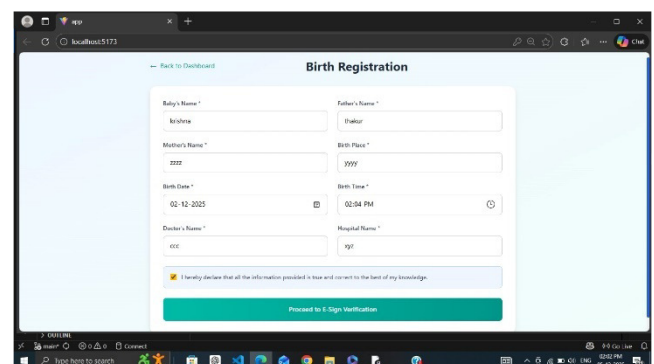 app
localhost:5173
Chat
← Back to Dashboard
Birth Registration
Baby's Name *
Father's Name *
krishna
thakur
Mother's Name *
Birth Place *
zzzz
yyyy
Birth Date *
Birth Time *
02-12-2025
02:04 PM
Doctor's Name *
Hospital Name *
ccc
xyz
I hereby declare that all the information provided is true and correct to the best of my knowledge.
Proceed to E-Sign Verification
> OUTLINE
main* 0 0 Connect
Go Live
Type here to search
ENG 02:02 PM